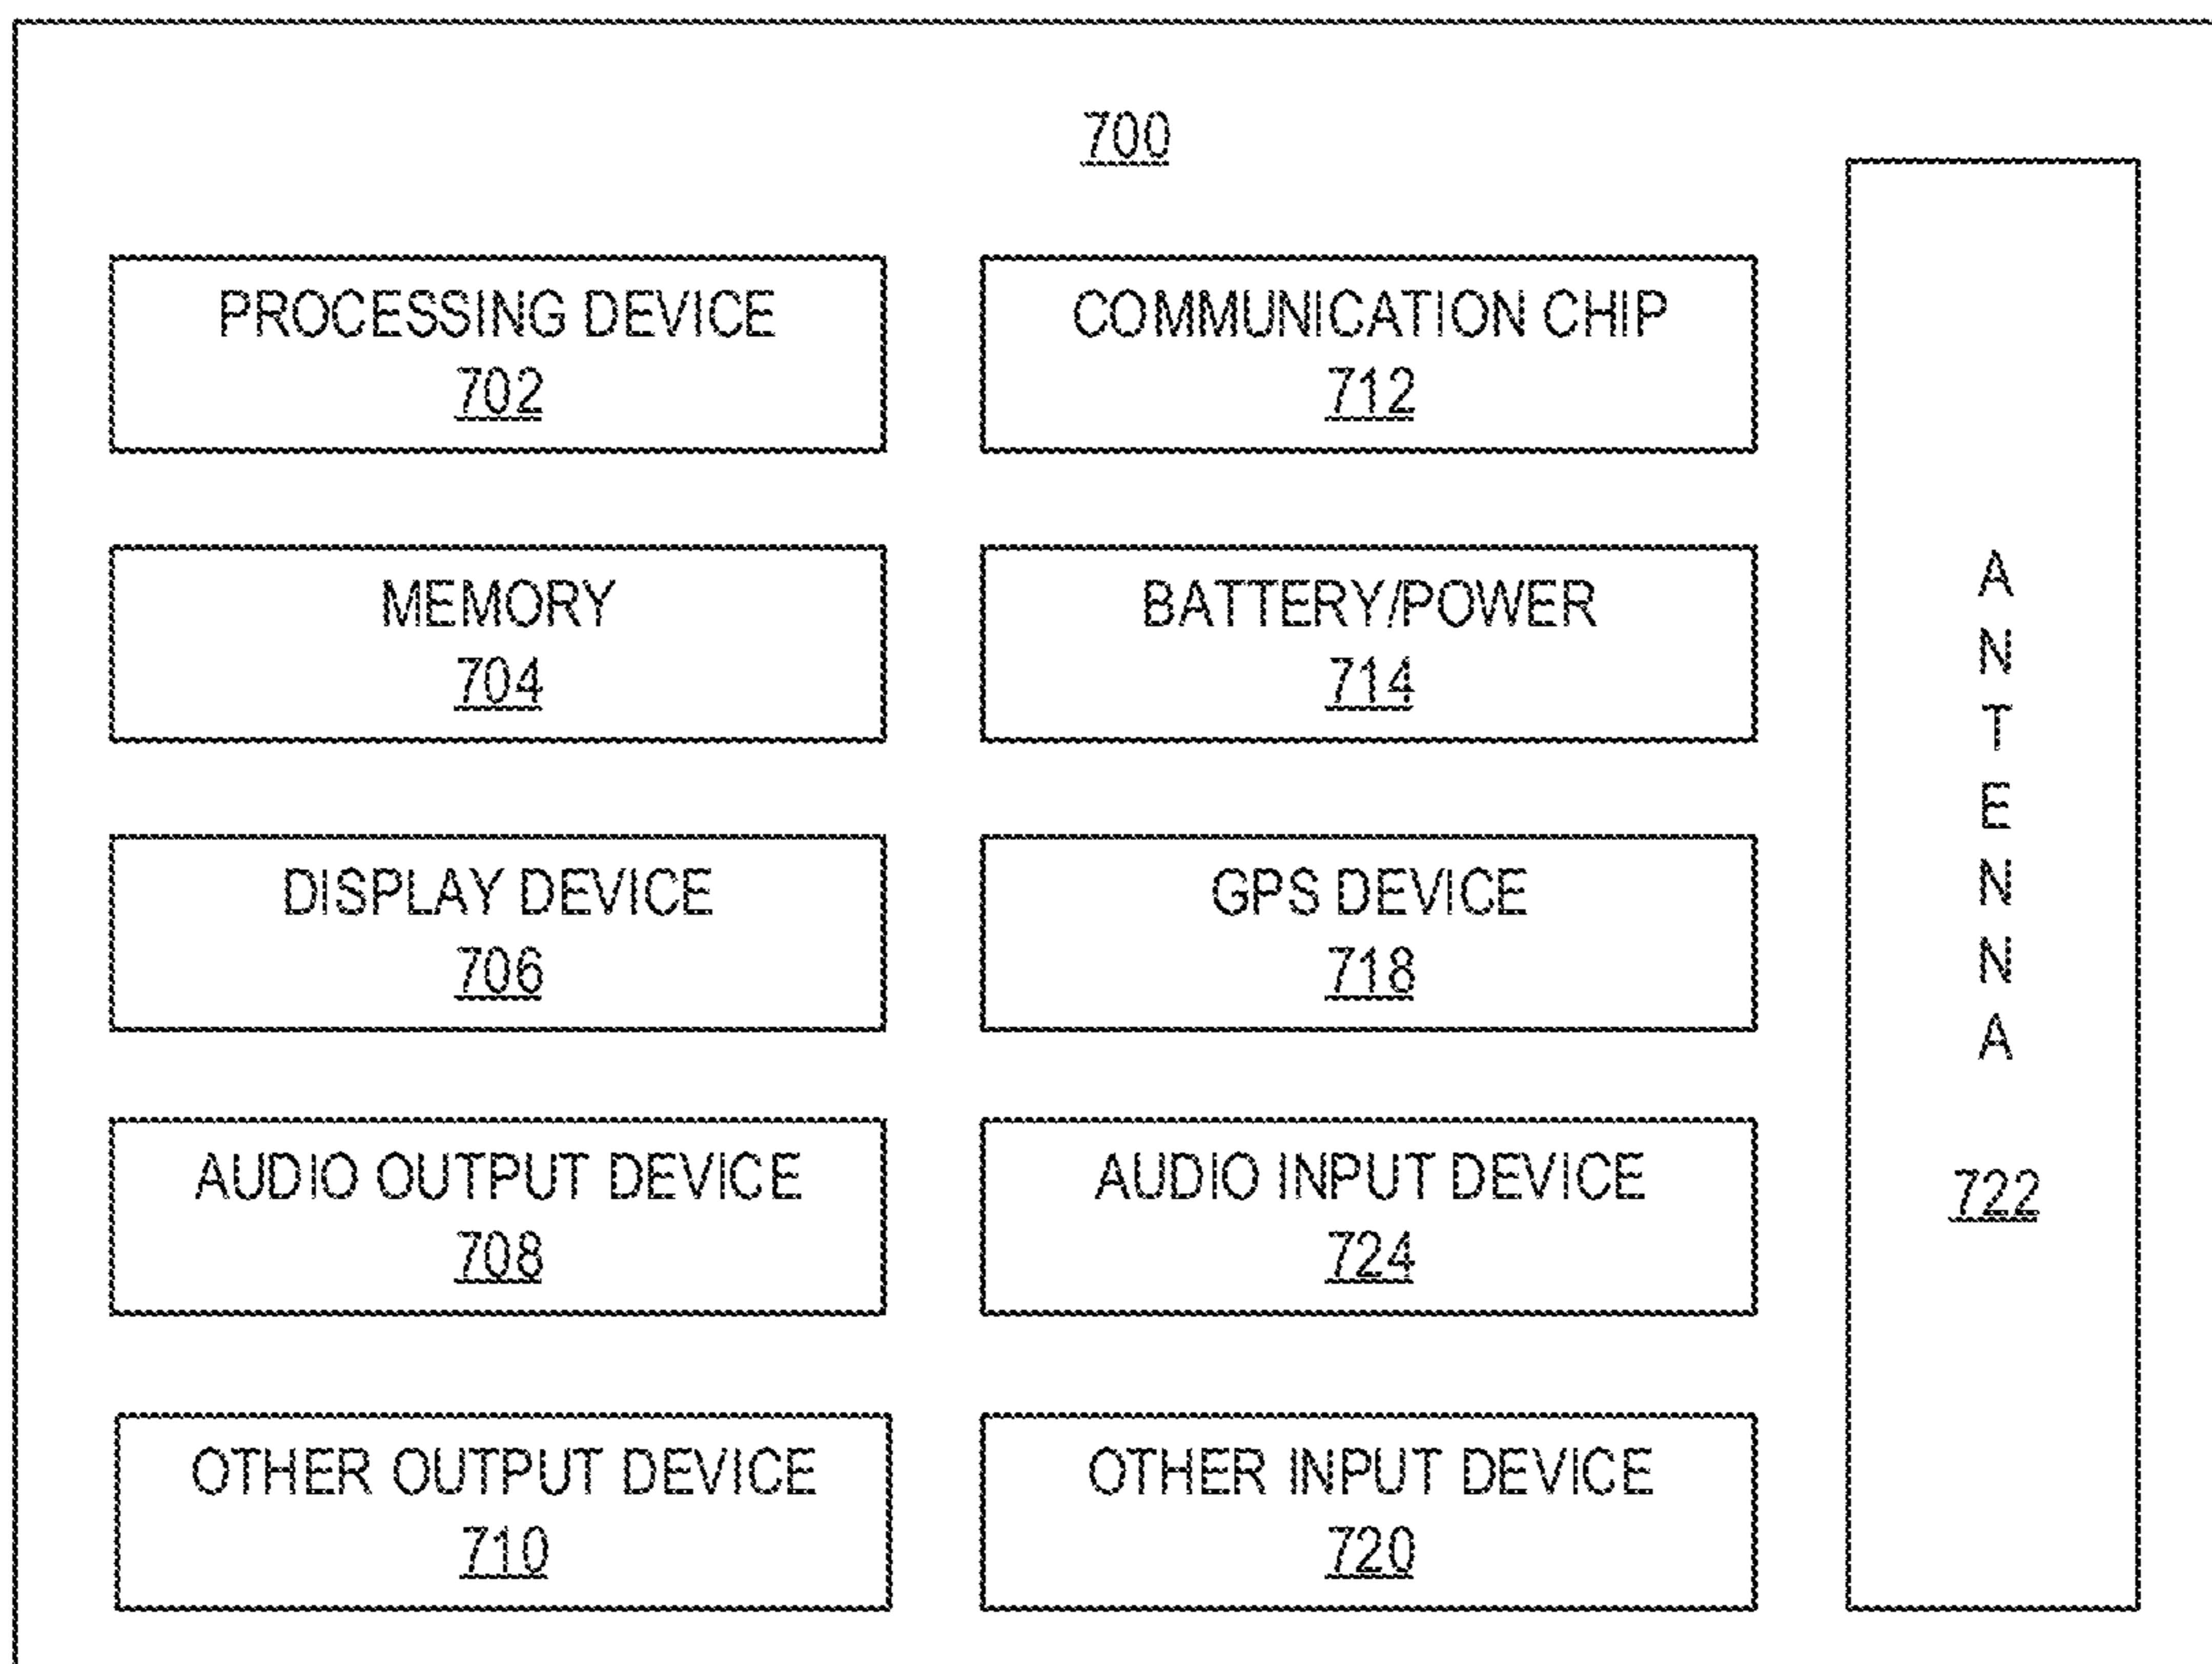 700
PROCESSING DEVICE
702
COMMUNICATION CHIP
712
MEMORY
704
BATTERY/POWER
714
DISPLAY DEVICE
706
GPS DEVICE
718
AUDIO OUTPUT DEVICE
708
AUDIO INPUT DEVICE
724
OTHER OUTPUT DEVICE
710
OTHER INPUT DEVICE
720
ANTENNA
722